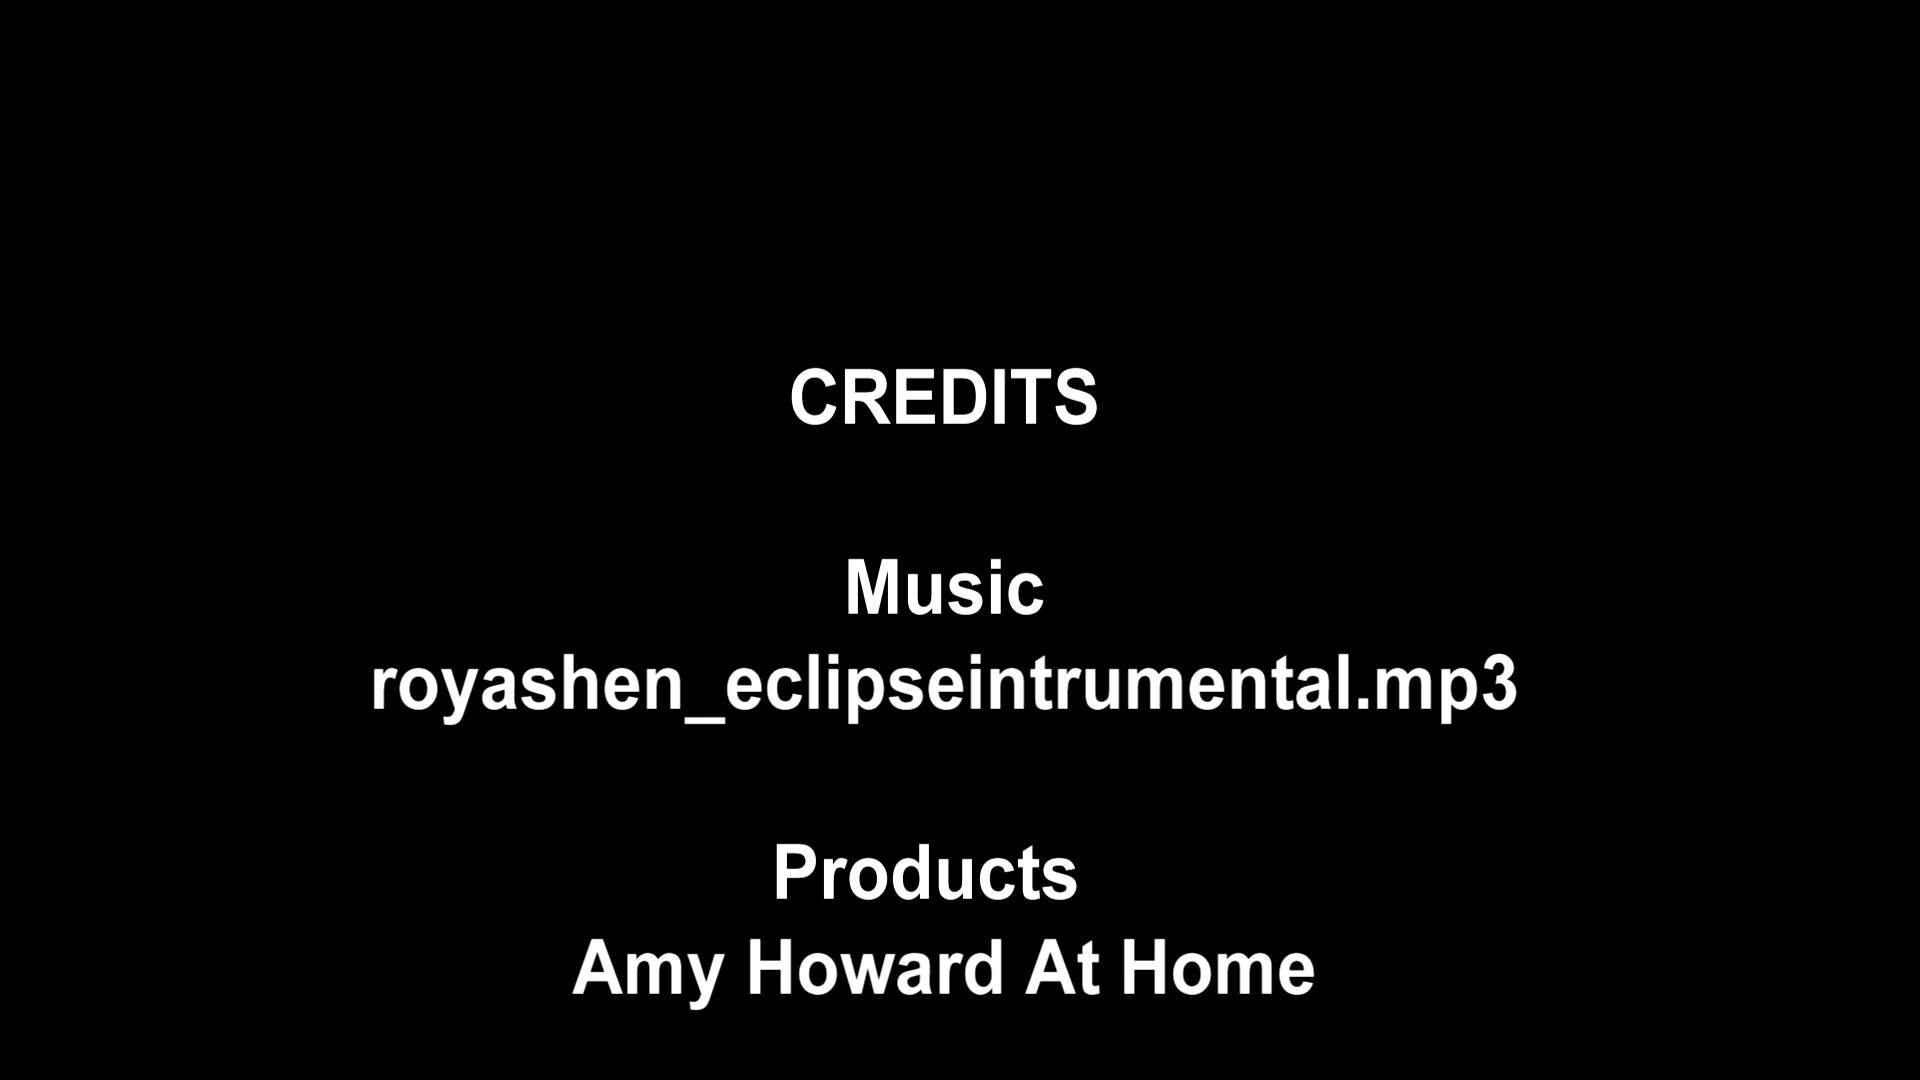 CREDITS
Music
royashen_eclipseintrumental.mp3
Products
Amy Howard At Home